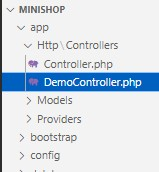 MINISHOP
app
Http\Controllers
Controller.php
DemoController.php
Models
Providers
bootstrap
config